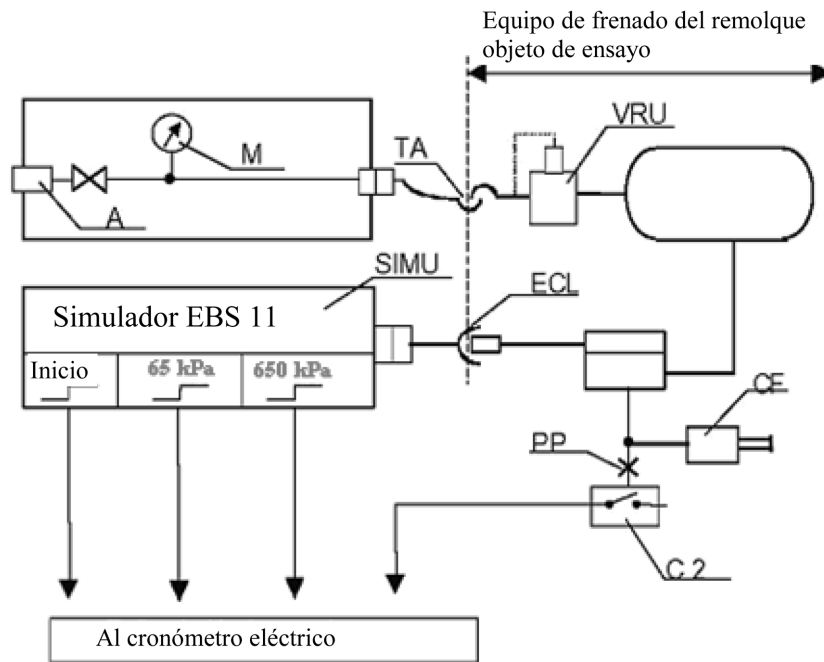 Equipo de frenado del remolque
objeto de ensayo
VRU
TA
M
A
SIMU
ECL
Simulador EBS 11
Inicio
65 kPa
650 kPa
CE
PP
C 2
Al cronómetro eléctrico